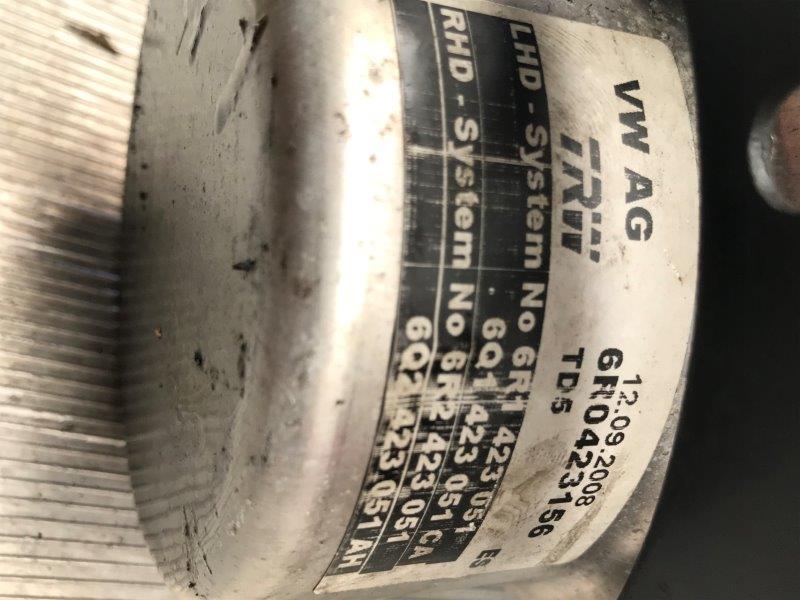 VW AG 12.09.2008
TRW 6R0423156
TD5
LHD - System No 6R1 423 051
6Q1 423 051 CA
RHD - System No 6R2 423 051
6Q2 423 051 AH
ES